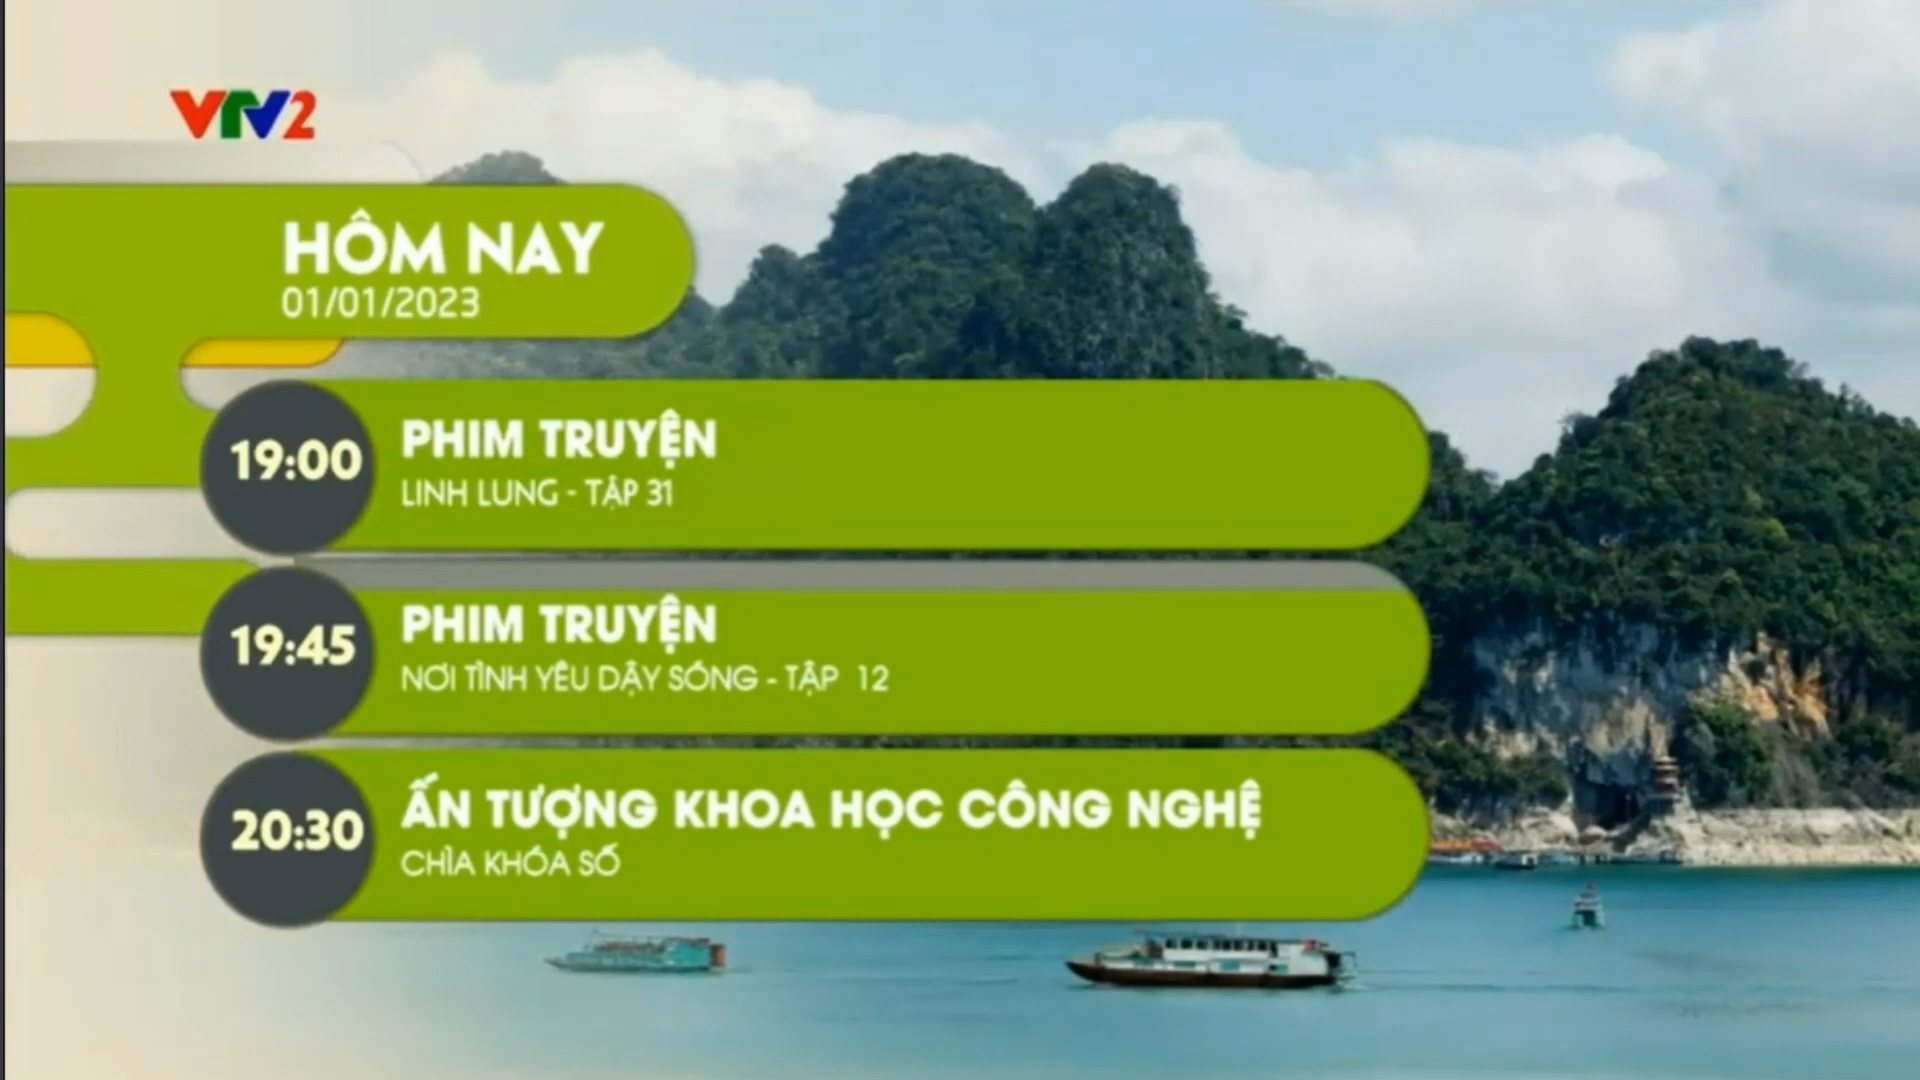 VTV2
HÔM NAY
01/01/2023
19:00
PHIM TRUYỆN
LINH LUNG - TẬP 31
19:45
PHIM TRUYỆN
NƠI TÌNH YÊU DẬY SÓNG - TẬP 12
20:30
ẤN TƯỢNG KHOA HỌC CÔNG NGHỆ
CHÌA KHÓA SỐ